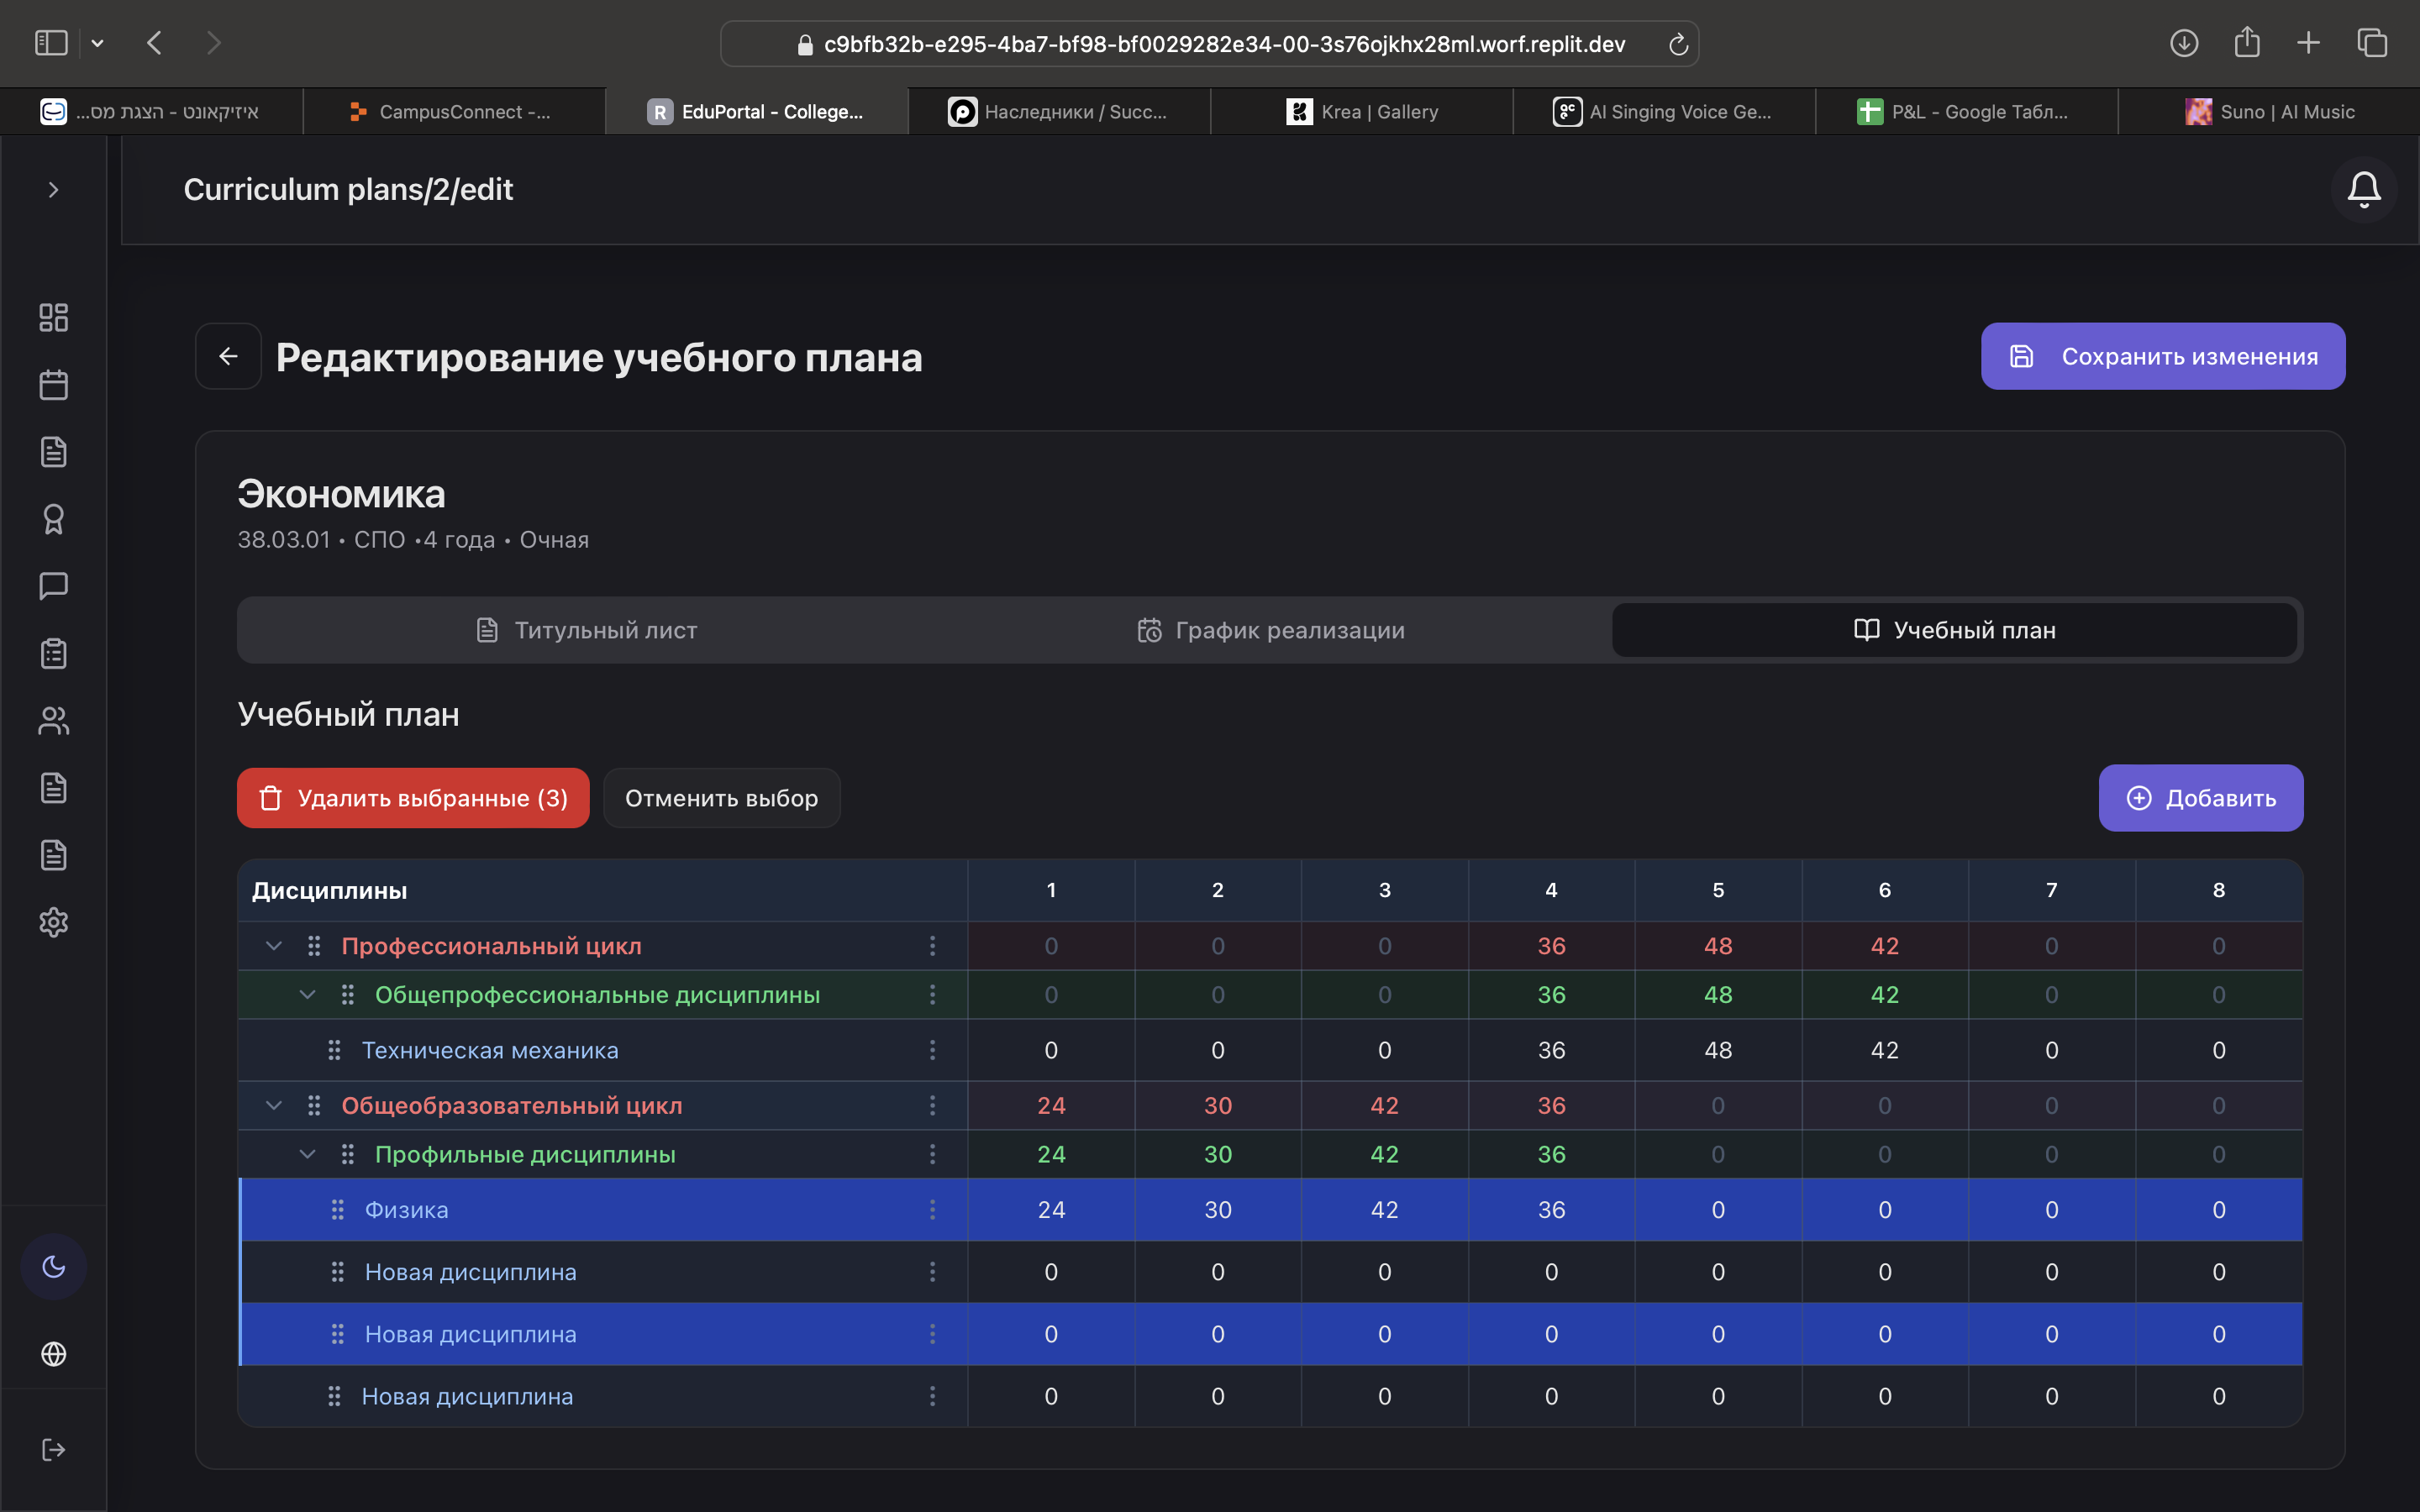 c9bfb32b-e295-4ba7-bf98-bf0029282e34-00-3s76ojkhx28ml.worf.replit.dev
איזיקאונט - הצגת מס...
CampusConnect -...
R EduPortal - College...
Наследники / Succ...
Krea | Gallery
AI Singing Voice Ge...
P&L - Google Табл...
Suno | AI Music
Curriculum plans/2/edit
Редактирование учебного плана
Сохранить изменения
Экономика
38.03.01 • СПО •4 года • Очная
Титульный лист
График реализации
Учебный план
Учебный план
Удалить выбранные (3)
Отменить выбор
Добавить
Дисциплины 1 2 3 4 5 6 7 8
Профессиональный цикл 0 0 0 36 48 42 0 0
Общепрофессиональные дисциплины 0 0 0 36 48 42 0 0
Техническая механика 0 0 0 36 48 42 0 0
Общеобразовательный цикл 24 30 42 36 0 0 0 0
Профильные дисциплины 24 30 42 36 0 0 0 0
Физика 24 30 42 36 0 0 0 0
Новая дисциплина 0 0 0 0 0 0 0 0
Новая дисциплина 0 0 0 0 0 0 0 0
Новая дисциплина 0 0 0 0 0 0 0 0